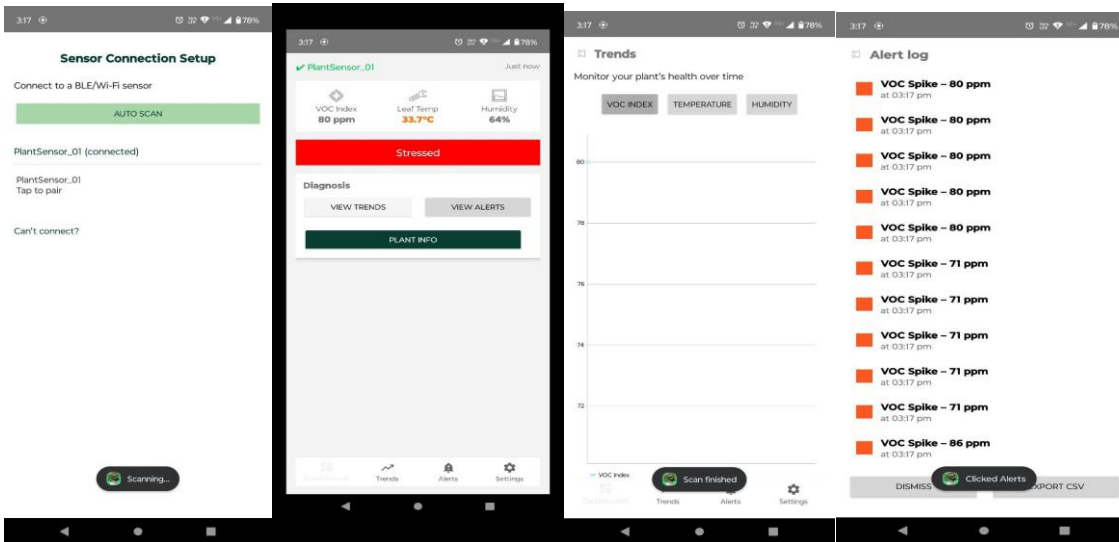 3:17 78%
Sensor Connection Setup
Connect to a BLE/Wi-Fi sensor
AUTO SCAN
PlantSensor_01 (connected)
PlantSensor_01
Tap to pair
Can't connect?
Scanning...
3:17 78%
PlantSensor_01 Just now
VOC Index Leaf Temp Humidity
80 ppm 33.7°C 64%
Stressed
Diagnosis
VIEW TRENDS VIEW ALERTS
PLANT INFO
Trends Alerts Settings
3:17 78%
Trends
Monitor your plant's health over time
VOC INDEX TEMPERATURE HUMIDITY
80
78
76
74
72
VOC Index
Scan finished
Trends Alerts Settings
3:17 78%
Alert log
VOC Spike – 80 ppm
at 03:17 pm
VOC Spike – 80 ppm
at 03:17 pm
VOC Spike – 80 ppm
at 03:17 pm
VOC Spike – 80 ppm
at 03:17 pm
VOC Spike – 80 ppm
at 03:17 pm
VOC Spike – 71 ppm
at 03:17 pm
VOC Spike – 71 ppm
at 03:17 pm
VOC Spike – 71 ppm
at 03:17 pm
VOC Spike – 71 ppm
at 03:17 pm
VOC Spike – 71 ppm
at 03:17 pm
VOC Spike – 86 ppm
at 03:17 pm
DISMISS Clicked Alerts XPORT CSV